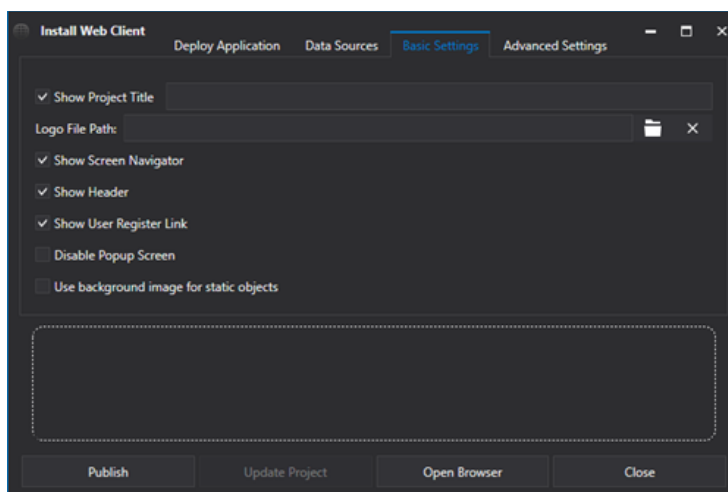 Install Web Client
Deploy Application Data Sources Basic Settings Advanced Settings
Show Project Title
Logo File Path:
Show Screen Navigator
Show Header
Show User Register Link
Disable Popup Screen
Use background image for static objects
Publish Update Project Open Browser Close